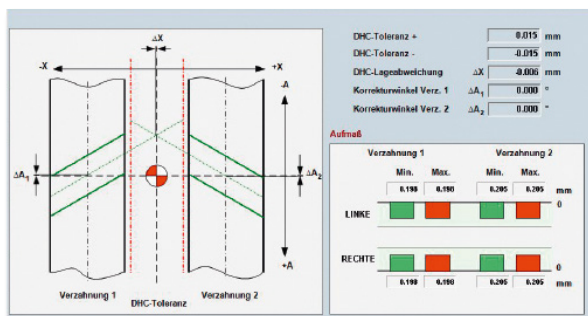 ΔX
-X
+X
-A
ΔA1
ΔA2
+A
Verzahnung 1
DHC-Toleranz
Verzahnung 2
DHC-Toleranz + 0.015 mm
DHC-Toleranz - -0.015 mm
DHC-Lageabweichung ΔX -0.006 mm
Korrekturwinkel Verz. 1 ΔA1 0.000 °
Korrekturwinkel Verz. 2 ΔA2 0.000 °
Aufmaß
Verzahnung 1 Verzahnung 2
Min. Max. Min. Max.
0.198 0.198 0.205 0.205
0
LINKE
RECHTE
0
0.198 0.198 0.205 0.205